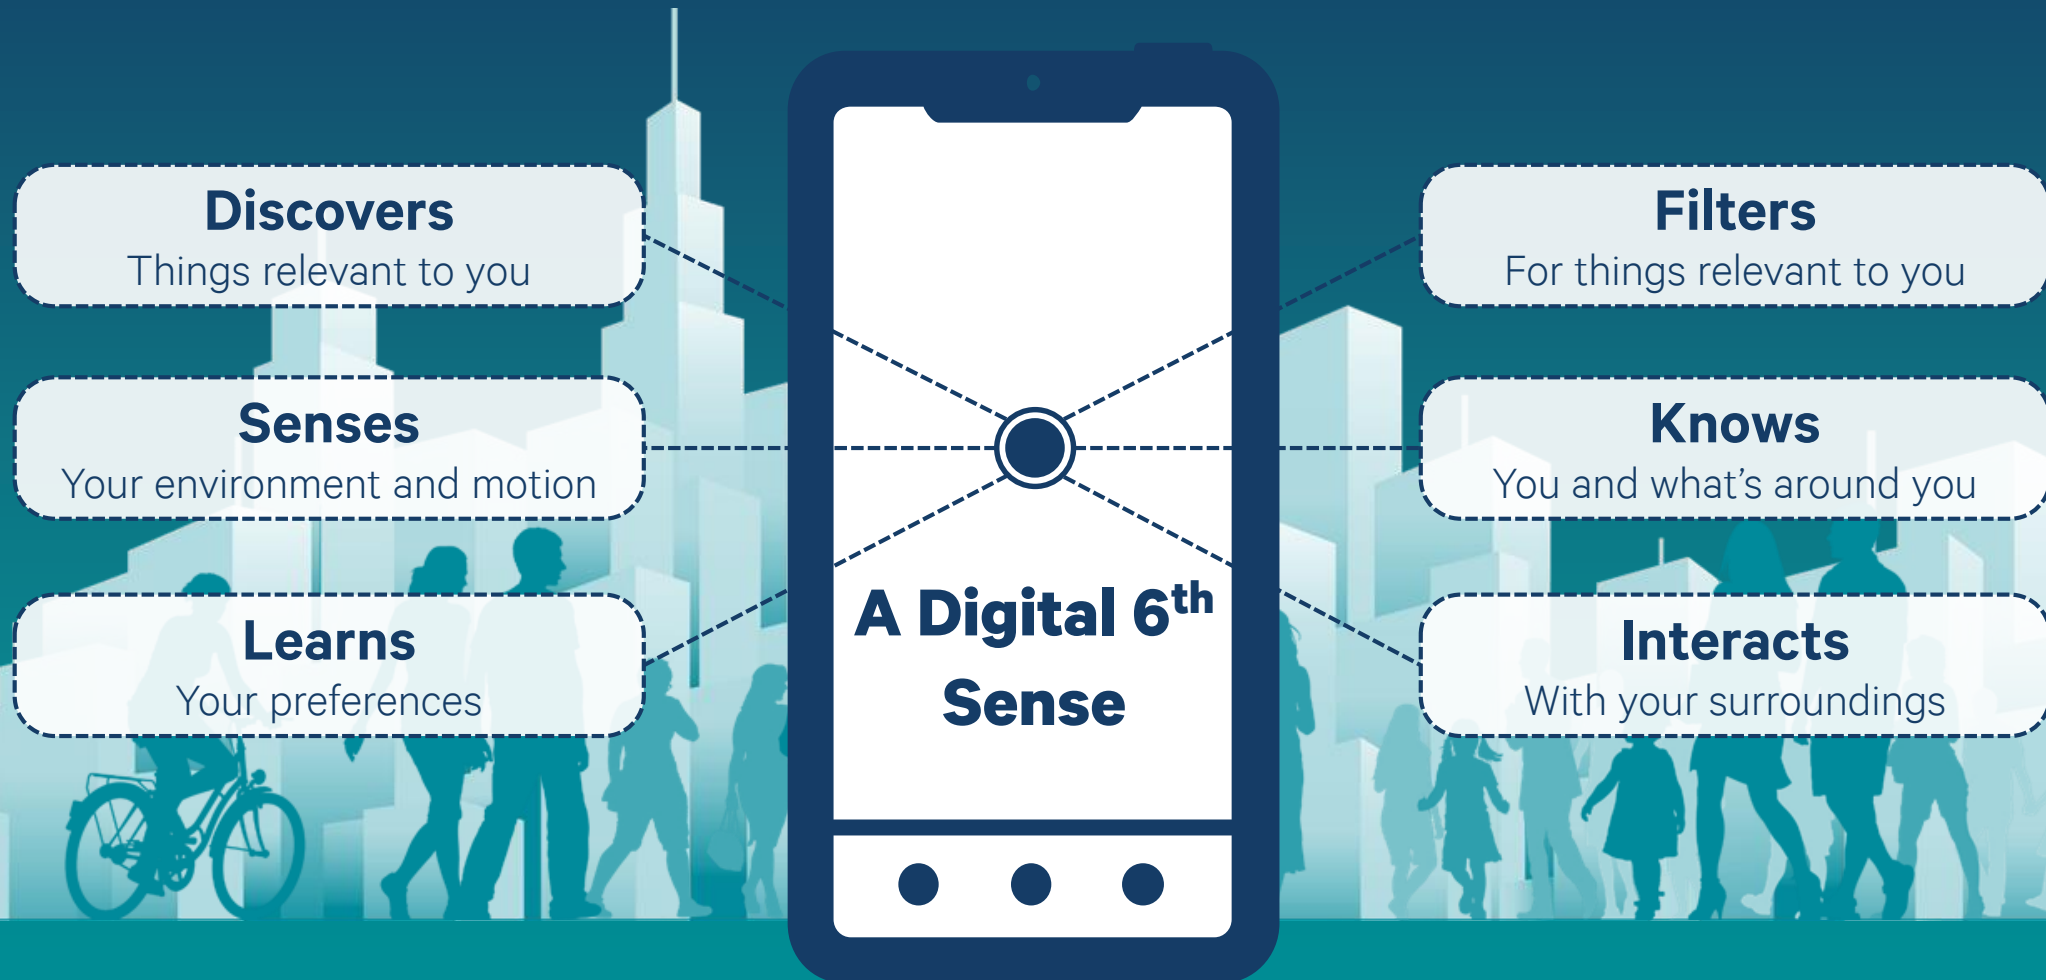 Discovers
Things relevant to you
Senses
Your environment and motion
Learns
Your preferences
A Digital 6th
Sense
Filters
For things relevant to you
Knows
You and what's around you
Interacts
With your surroundings